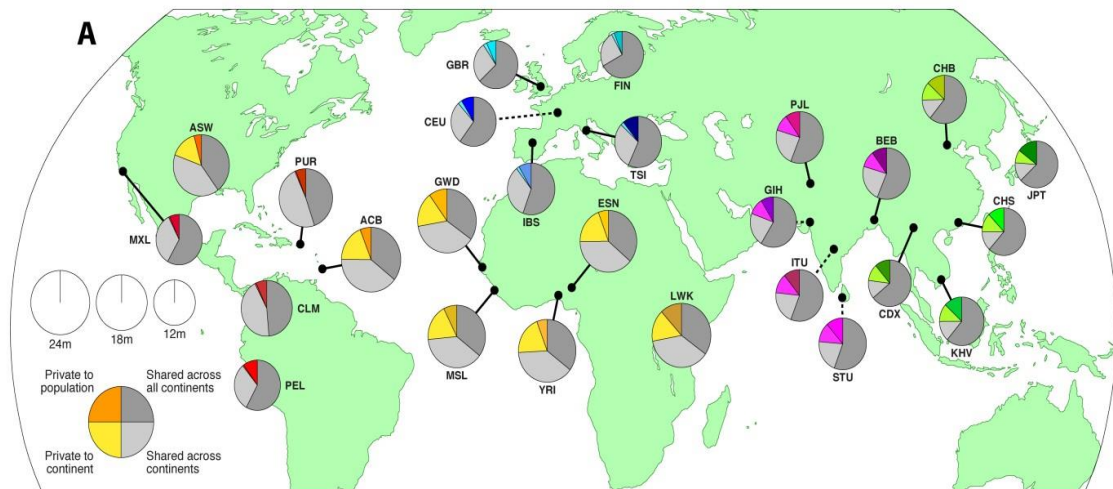 A
GBR
FIN
CHB
CEU
PJL
ASW
BEB
PUR
TSI
JPT
GWD
IBS
ESN
GIH
CHS
ACB
MXL
ITU
LWK
CDX
CLM
KHV
24m
18m
12m
MSL
YRI
STU
Private to population
Shared across all continents
PEL
Private to continent
Shared across continents